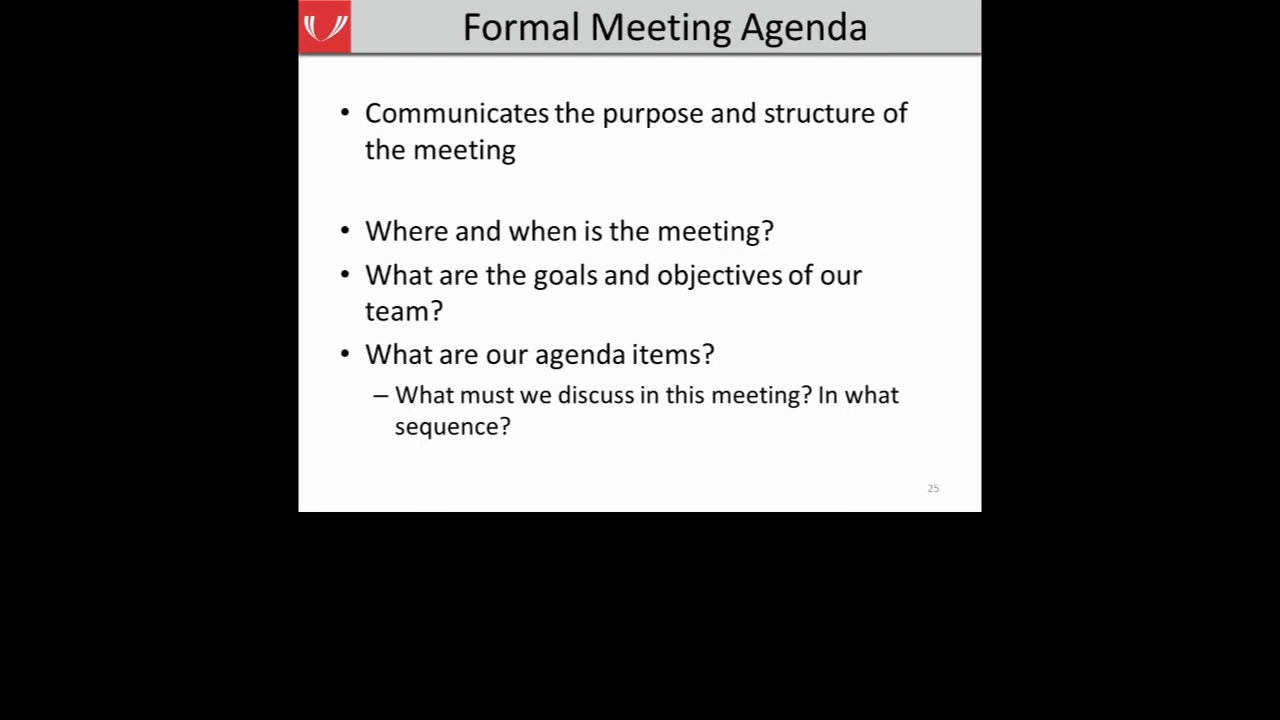 Formal Meeting Agenda
• Communicates the purpose and structure of
the meeting
• Where and when is the meeting?
• What are the goals and objectives of our
team?
• What are our agenda items?
– What must we discuss in this meeting? In what
sequence?
25